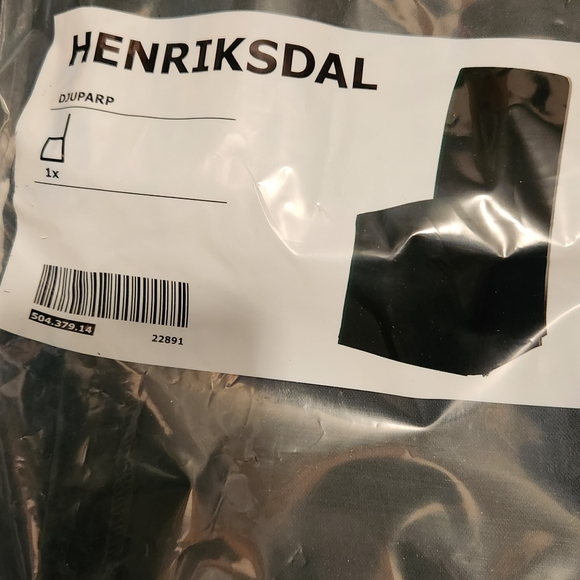 HENRIKSDAL
DJUPARP
1x
504.379.14
22891